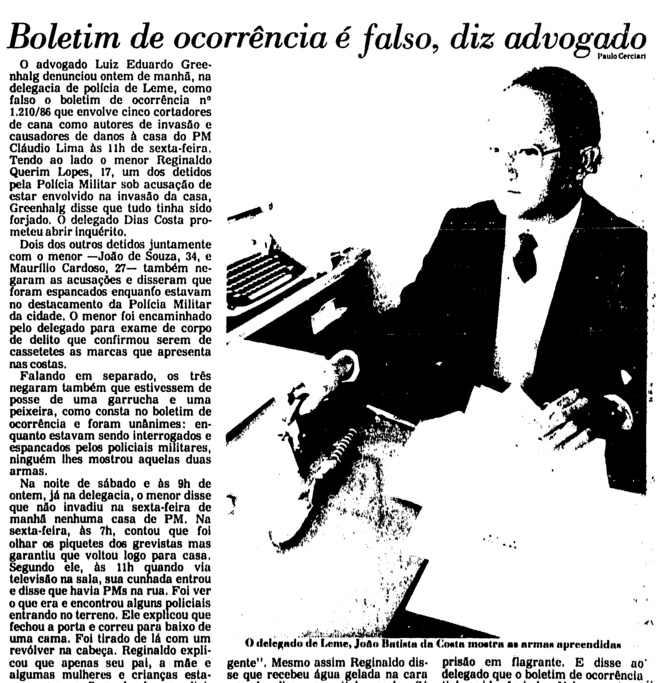 Boletim de ocorrência é falso, diz advogado
Paulo Cerciari
O advogado Luiz Eduardo Gree-
nhalg denunciou ontem de manhã, na
delegacia de polícia de Leme, como
falso o boletim de ocorrência nº
1.210/86 que envolve cinco cortadores
de cana como autores de invasão e
causadores de danos à casa do PM
Cláudio Lima às 11h de sexta-feira.
Tendo ao lado o menor Reginaldo
Querim Lopes, 17, um dos detidos
pela Polícia Militar sob acusação de
estar envolvido na invasão da casa,
Greenhalg disse que tudo tinha sido
forjado. O delegado Dias Costa pro-
meteu abrir inquérito.
Dois dos outros detidos juntamente
com o menor —João de Souza, 34, e
Maurílio Cardoso, 27— também ne-
garam as acusações e disseram que
foram espancados enquanto estavam
no destacamento da Polícia Militar
da cidade. O menor foi encaminhado
pelo delegado para exame de corpo
de delito que confirmou serem de
cassetetes as marcas que apresenta
nas costas.
Falando em separado, os três
negaram também que estivessem de
posse de uma garrucha e uma
peixeira, como consta no boletim de
ocorrência e foram unânimes: en-
quanto estavam sendo interrogados e
espancados pelos policiais militares,
ninguém lhes mostrou aquelas duas
armas.
Na noite de sábado e às 9h de
ontem, já na delegacia, o menor disse
que não invadiu na sexta-feira de
manhã nenhuma casa de PM. Na
sexta-feira, às 7h, contou que foi
olhar os piquetes dos grevistas mas
garantiu que voltou logo para casa.
Segundo ele, às 11h quando via
televisão na sala, sua cunhada entrou
e disse que havia PMs na rua. Foi ver
o que era e encontrou alguns policiais
entrando no terreno. Ele explicou que
fechou a porta e correu para baixo de
uma cama. Foi tirado de lá com um
revólver na cabeça. Reginaldo expli-
cou que apenas seu pai, a mãe e
algumas mulheres e crianças esta-
O delegado de Leme, João Batista da Costa mostra as armas apreendidas
gente". Mesmo assim Reginaldo dis-
se que recebeu água gelada na cara
prisão em flagrante. E disse ao
delegado que o boletim de ocorrência